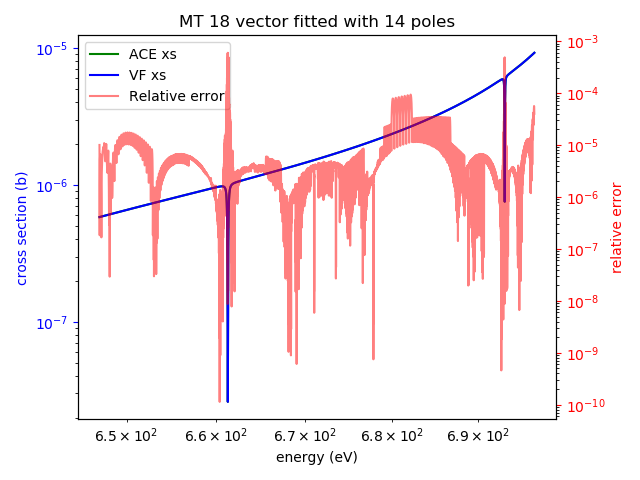 MT 18 vector fitted with 14 poles
ACE xs
VF xs
Relative error
cross section (b)
10⁻⁵
10⁻⁶
10⁻⁷
10⁻³
10⁻⁴
10⁻⁵
10⁻⁶
10⁻⁷
10⁻⁸
10⁻⁹
10⁻¹⁰
relative error
6.5 × 10² 6.6 × 10² 6.7 × 10² 6.8 × 10² 6.9 × 10²
energy (eV)